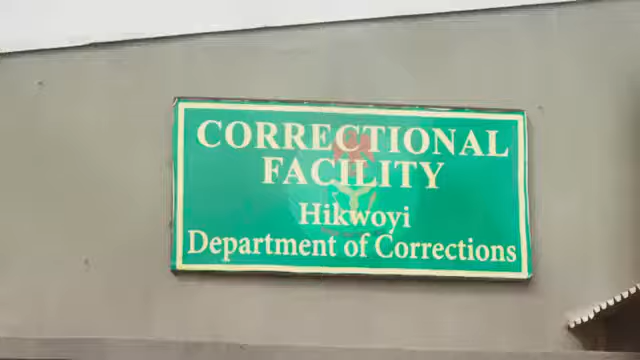 CORRECTIONAL
FACILITY
Hikwoyi
Department of Corrections